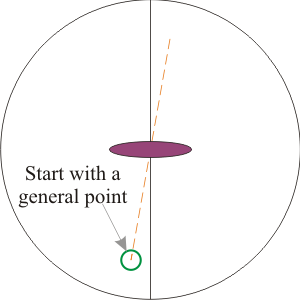 Start with a
general point